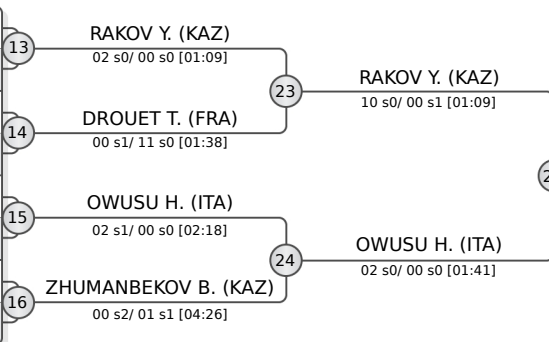 13
RAKOV Y. (KAZ)
02 s0/ 00 s0 [01:09]
23
RAKOV Y. (KAZ)
10 s0/ 00 s1 [01:09]
14
DROUET T. (FRA)
00 s1/ 11 s0 [01:38]
15
OWUSU H. (ITA)
02 s1/ 00 s0 [02:18]
24
OWUSU H. (ITA)
02 s0/ 00 s0 [01:41]
16
ZHUMANBEKOV B. (KAZ)
00 s2/ 01 s1 [04:26]